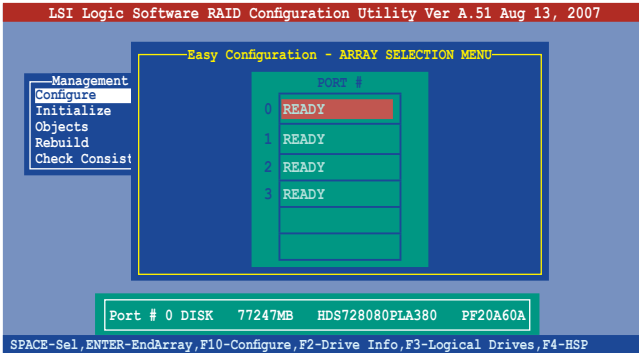 LSI Logic Software RAID Configuration Utility Ver A.51 Aug 13, 2007
Easy Configuration - ARRAY SELECTION MENU
PORT #
Management
Configure
Initialize
Objects
Rebuild
Check Consist
0 READY
1 READY
2 READY
3 READY
Port # 0 DISK 77247MB HDS728080PLA380 PF20A60A
SPACE-Sel,ENTER-EndArray,F10-Configure,F2-Drive Info,F3-Logical Drives,F4-HSP